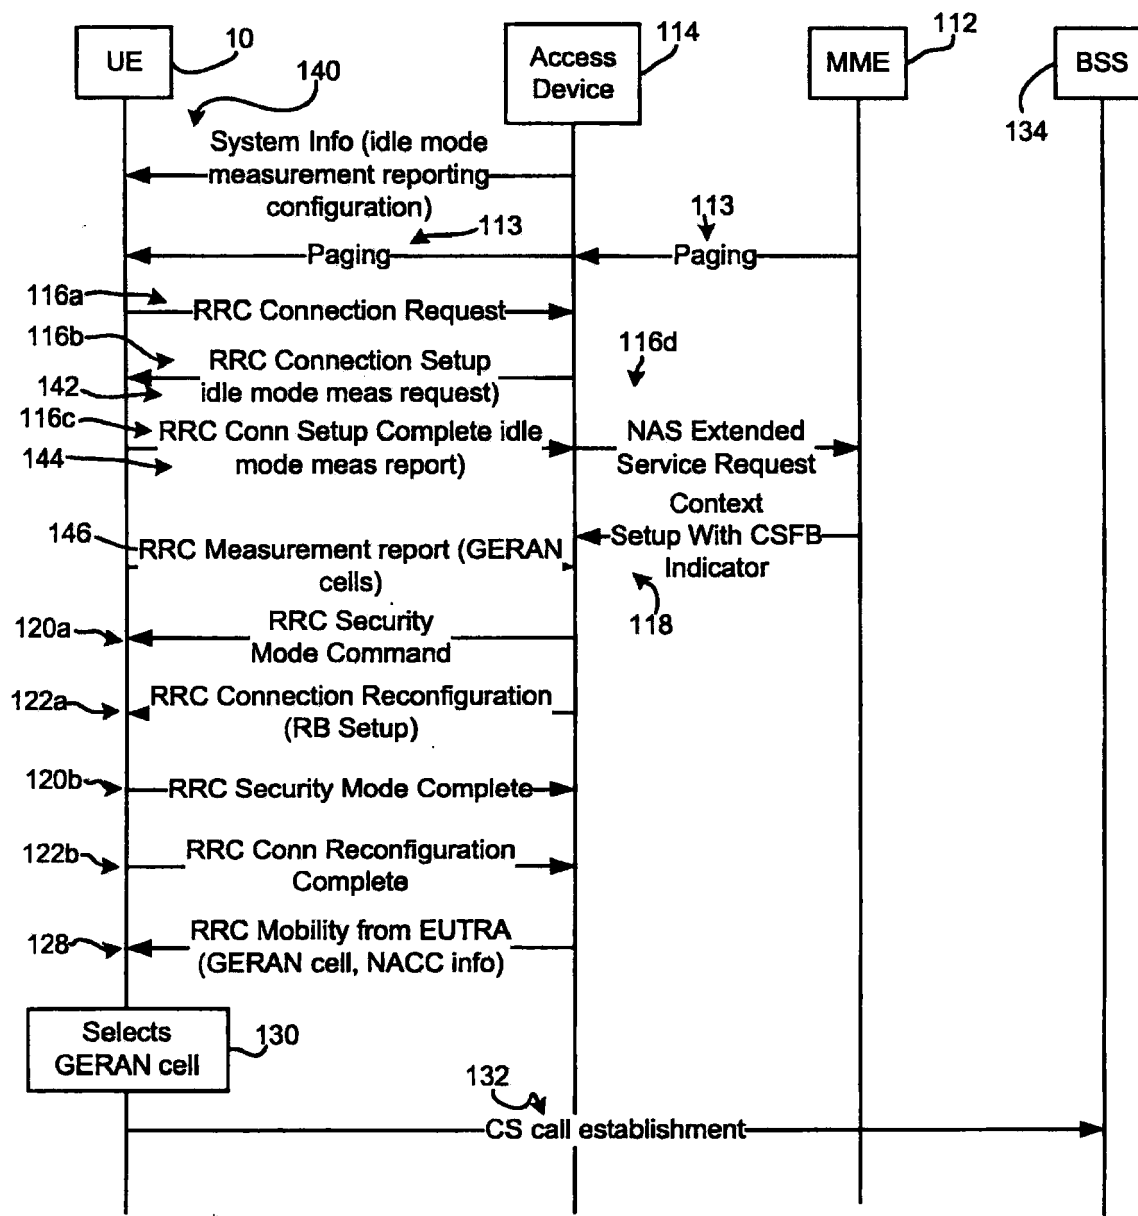 UE
10
Access
Device
114
MME
112
BSS
134
140
System Info (idle mode
measurement reporting
configuration)
113
Paging
113
Paging
116a
RRC Connection Request
116b
RRC Connection Setup
idle mode meas request)
142
116d
116c
RRC Conn Setup Complete idle
mode meas report)
144
NAS Extended
Service Request
Context
Setup With CSFB
Indicator
118
146
RRC Measurement report (GERAN
cells)
120a
RRC Security
Mode Command
122a
RRC Connection Reconfiguration
(RB Setup)
120b
RRC Security Mode Complete
122b
RRC Conn Reconfiguration
Complete
128
RRC Mobility from EUTRA
(GERAN cell, NACC info)
Selects
GERAN cell
130
132
CS call establishment